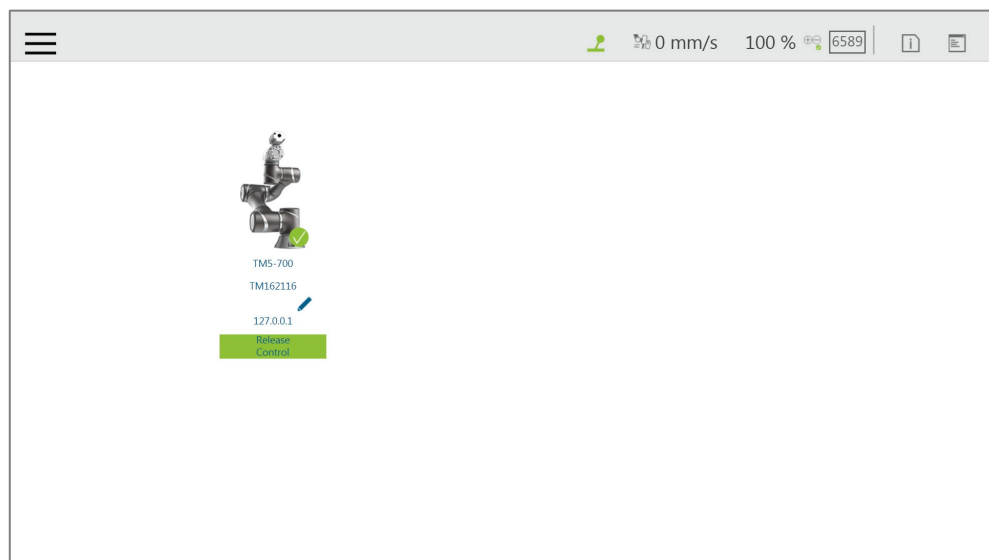 0 mm/s 100 % 6589
TM5-700
TM162116
127.0.0.1
Release
Control